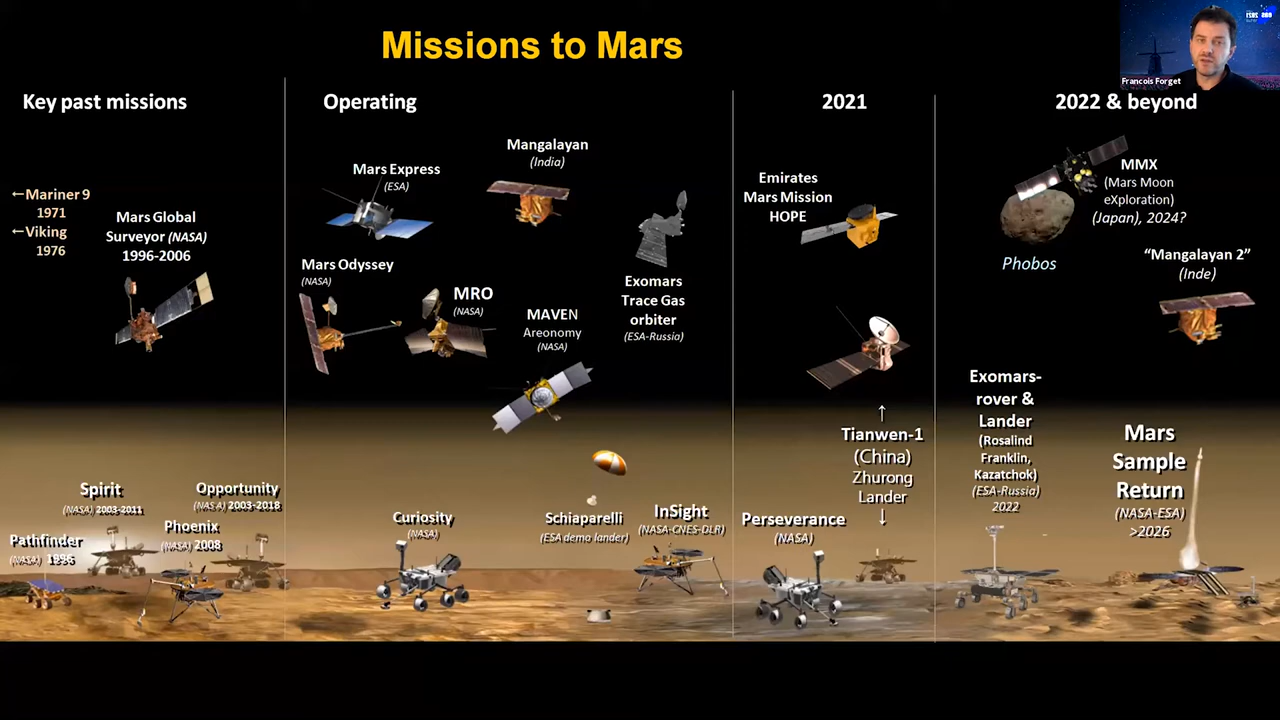 Missions to Mars
Francois Forget
Key past missions
Operating
2021
2022 & beyond
←Mariner 9
1971
←Viking
1976
Mars Global
Surveyor (NASA)
1996-2006
Spirit
(NASA) 2003-2011
Opportunity
(NASA) 2003-2018
Phoenix
(NASA) 2008
Pathfinder
(NASA)
Mars Express
(ESA)
Mangalayan
(India)
Mars Odyssey
(NASA)
MRO
(NASA)
MAVEN
Areonomy
(NASA)
Exomars
Trace Gas
orbiter
(ESA-Russia)
Curiosity
(NASA)
Schiaparelli
(ESA demo lander)
InSight
(NASA-CNES-DLR)
Emirates
Mars Mission
HOPE
↑
Tianwen-1
(China)
Zhurong
Lander
↓
Perseverance
(NASA)
MMX
(Mars Moon
eXploration)
(Japan), 2024?
Phobos
“Mangalayan 2”
(Inde)
Exomars-
rover &
Lander
(Rosalind
Franklin,
Kazatchok)
(ESA-Russia)
2022
Mars
Sample
Return
(NASA-ESA)
>2026